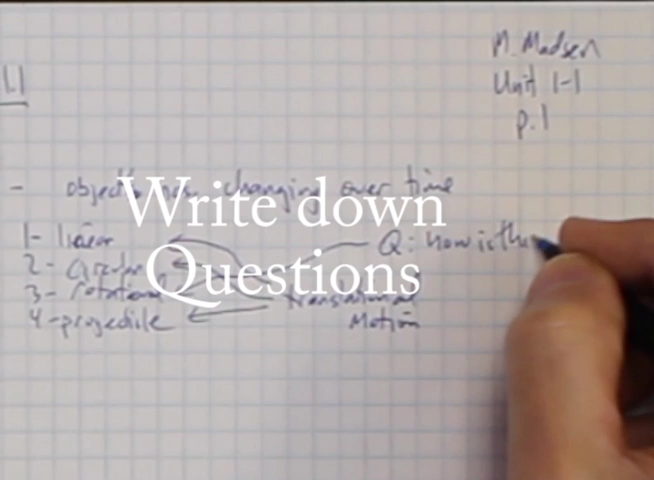 M. Madsen
Unit 1-1
p. 1
1.1
- object changing over time
Write down
Questions
1- linear
Q: how is the
2- circular
3- rotational
translational
4- projectile
Motion